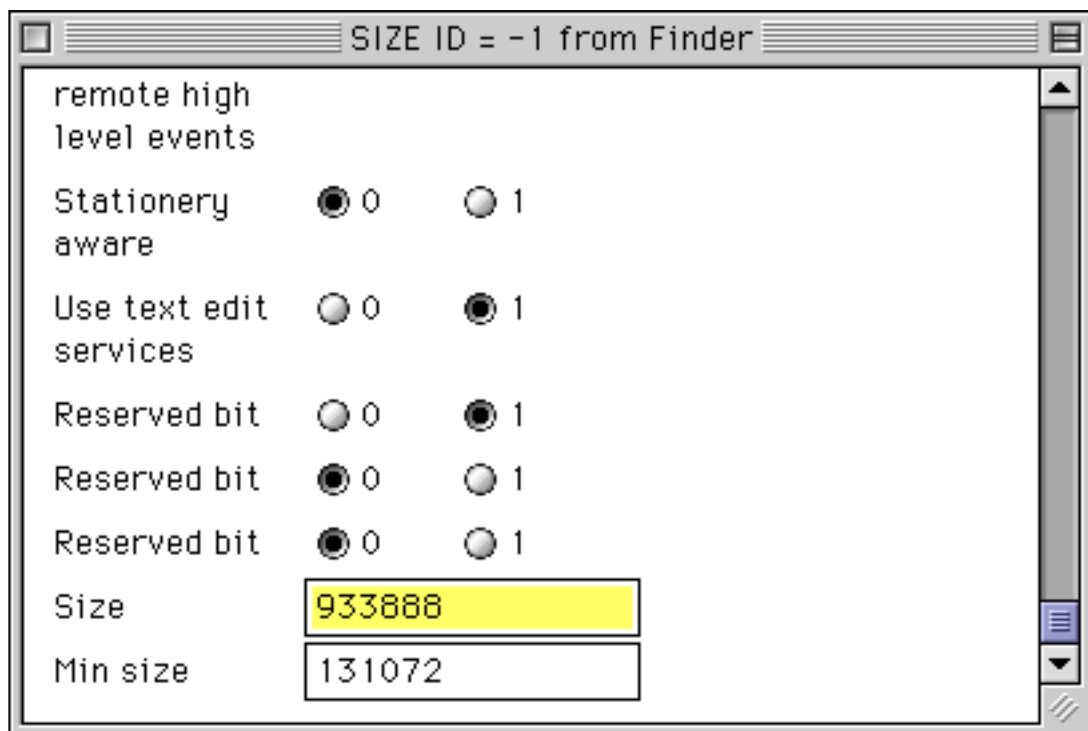 SIZE ID = -1 from Finder
remote high
level events
Stationery 0 1
aware
Use text edit 0 1
services
Reserved bit 0 1
Reserved bit 0 1
Reserved bit 0 1
Size 933888
Min size 131072